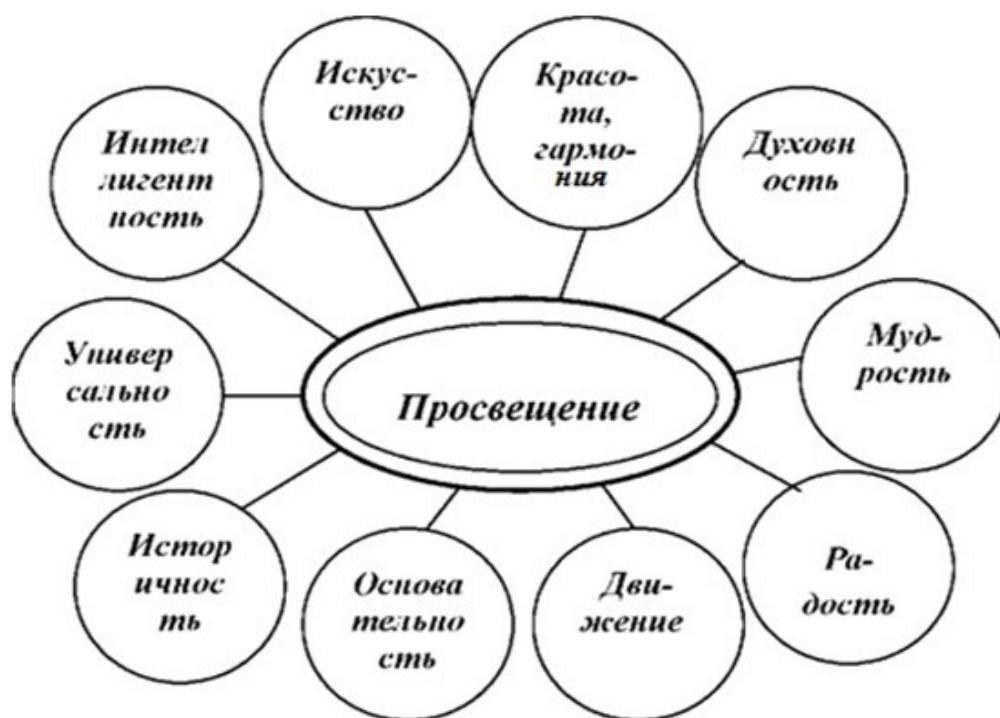 Искус-
ство
Красо-
та,
гармо-
ния
Интел
лигент
ность
Духовн
ость
Универ
сально
сть
Муд-
рость
Просвещение
Истор
ичнос
ть
Основа
тельно
сть
Дви-
жение
Ра-
дость